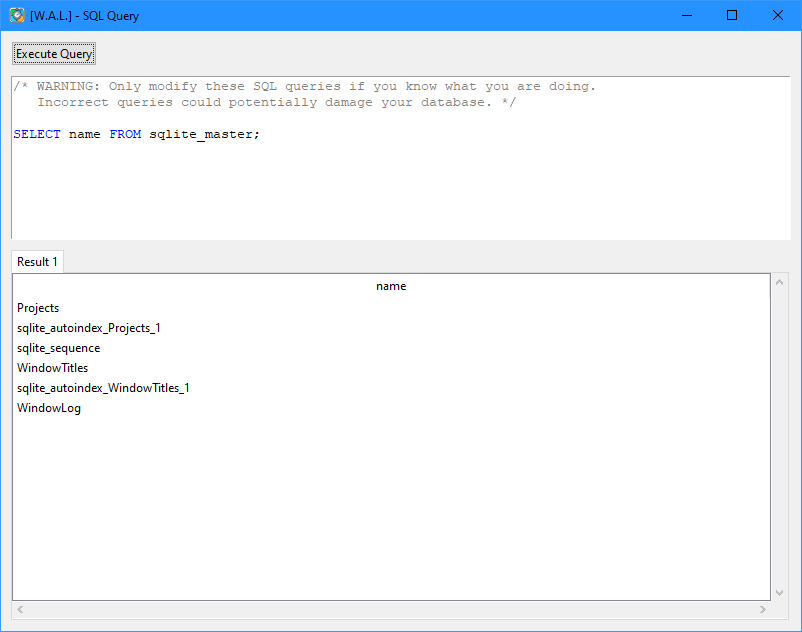 [W.A.L.] - SQL Query
Execute Query
/* WARNING: Only modify these SQL queries if you know what you are doing.
   Incorrect queries could potentially damage your database. */
SELECT name FROM sqlite_master;
Result 1
name
Projects
sqlite_autoindex_Projects_1
sqlite_sequence
WindowTitles
sqlite_autoindex_WindowTitles_1
WindowLog